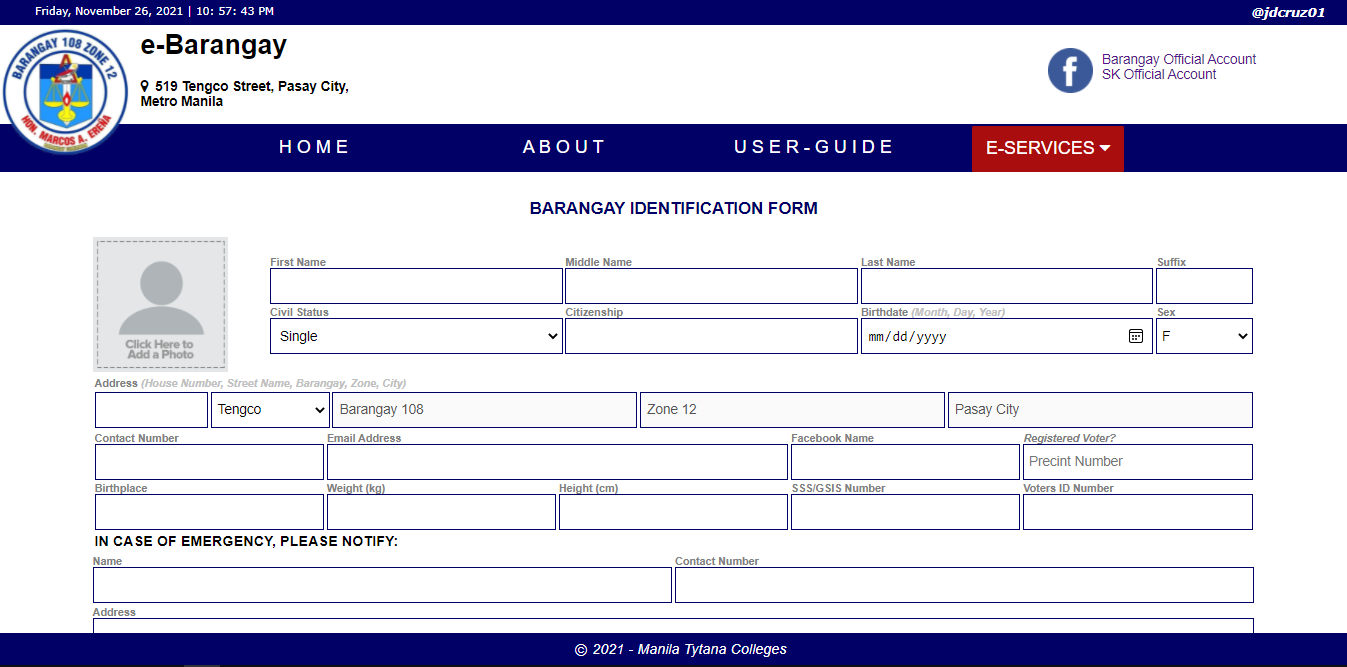 Friday, November 26, 2021 | 10: 57: 43 PM
@jdcruz01
BARANGAY 108 ZONE 12
HON. MARCOS A. EREÑA
e-Barangay
519 Tengco Street, Pasay City,
Metro Manila
Barangay Official Account
SK Official Account
HOME ABOUT USER-GUIDE E-SERVICES
BARANGAY IDENTIFICATION FORM
Click Here to
Add a Photo
First Name Middle Name Last Name Suffix
Civil Status Citizenship Birthdate (Month, Day, Year) Sex
Single mm/dd/yyyy F
Address (House Number, Street Name, Barangay, Zone, City)
Tengco Barangay 108 Zone 12 Pasay City
Contact Number Email Address Facebook Name Registered Voter?
Precint Number
Birthplace Weight (kg) Height (cm) SSS/GSIS Number Voters ID Number
IN CASE OF EMERGENCY, PLEASE NOTIFY:
Name Contact Number
Address
© 2021 - Manila Tytana Colleges